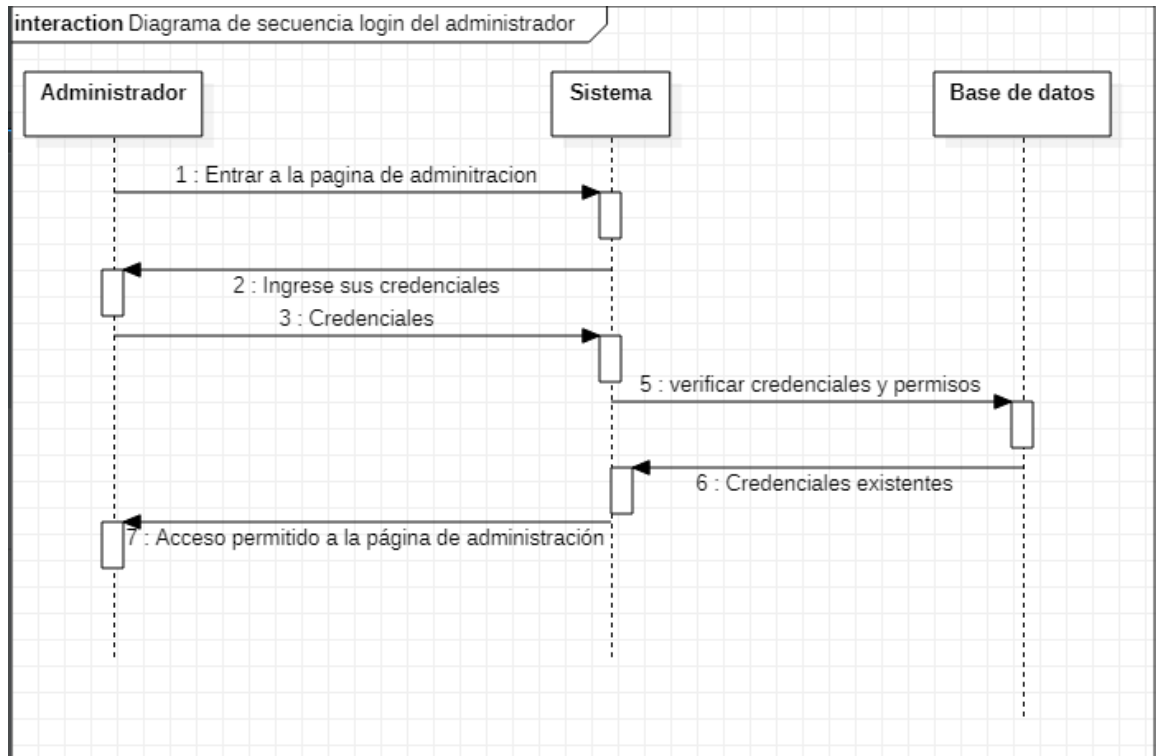 interaction Diagrama de secuencia login del administrador
Administrador
Sistema
Base de datos
1 : Entrar a la pagina de adminitracion
2 : Ingrese sus credenciales
3 : Credenciales
5 : verificar credenciales y permisos
6 : Credenciales existentes
7 : Acceso permitido a la página de administración